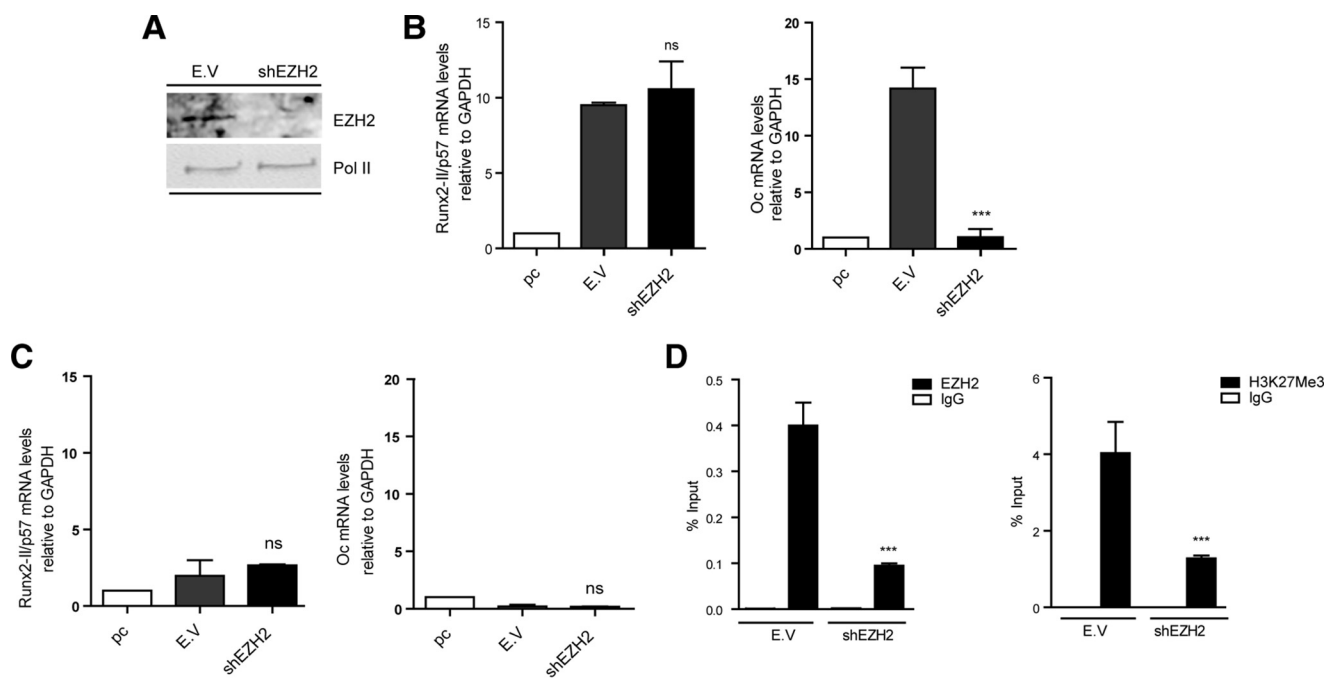 A
E.V shEZH2
EZH2
Pol II
B
Runx2-II/p57 mRNA levels
relative to GAPDH
15
10
5
0
ns
pc
E.V
shEZH2
Oc mRNA levels
relative to GAPDH
20
15
10
5
0
***
pc
E.V
shEZH2
C
Runx2-II/p57 mRNA levels
relative to GAPDH
15
10
5
0
ns
pc
E.V
shEZH2
Oc mRNA levels
relative to GAPDH
20
15
10
5
0
ns
pc
E.V
shEZH2
D
% Input
0.5
0.4
0.3
0.2
0.1
0.0
EZH2
IgG
***
E.V
shEZH2
% Input
6
4
2
0
H3K27Me3
IgG
***
E.V
shEZH2